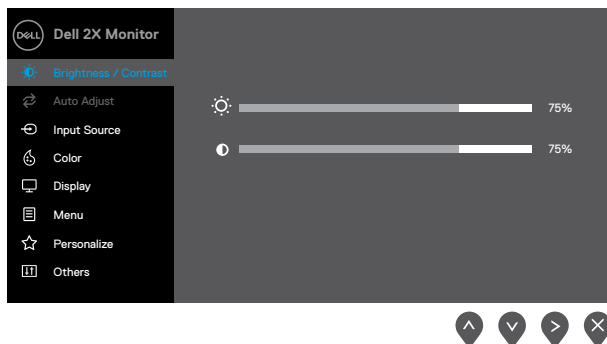 DELL Dell 2X Monitor
Brightness / Contrast
Auto Adjust
75%
Input Source
Color
75%
Display
Menu
Personalize
Others